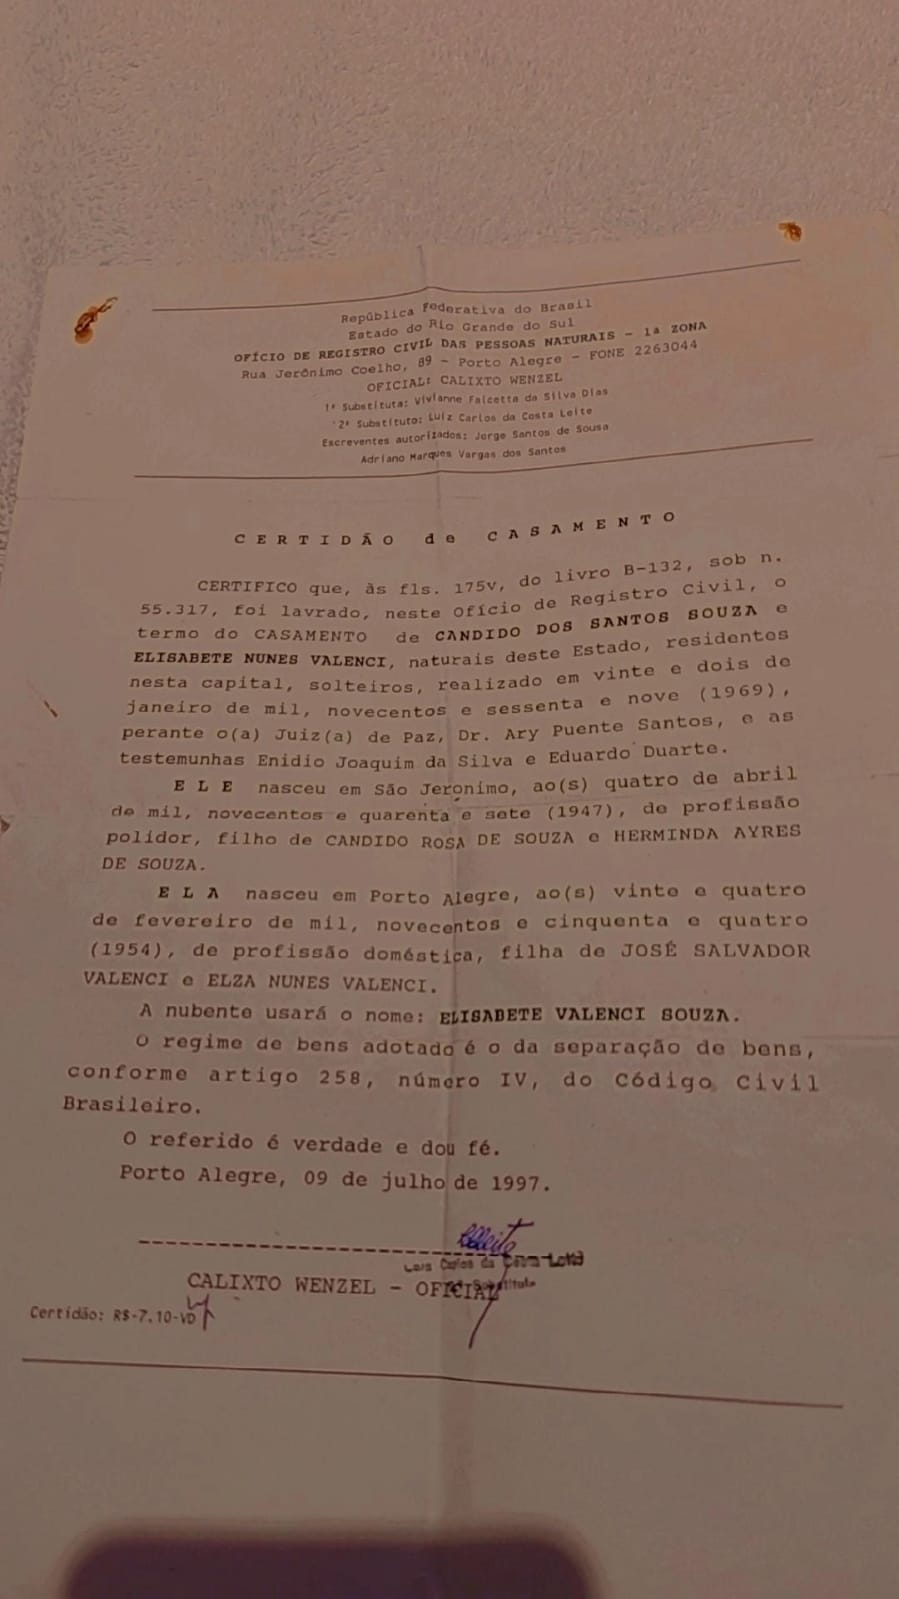 República Federativa do Brasil
Estado do Rio Grande do Sul
OFÍCIO DE REGISTRO CIVIL DAS PESSOAS NATURAIS - 1ª ZONA
Rua Jerônimo Coelho, 89 - Porto Alegre - FONE 2263044
OFICIAL: CALIXTO WENZEL
1ª Substituta: Vivianne Falcetta da Silva Dias
2º Substituto: Luiz Carlos da Costa Leite
Escreventes autorizados: Jorge Santos de Sousa
Adriano Marques Vargas dos Santos
CERTIDÃO de CASAMENTO
CERTIFICO que, às fls. 175v, do livro B-132, sob n.
55.317, foi lavrado, neste Ofício de Registro Civil, o
termo do CASAMENTO de CANDIDO DOS SANTOS SOUZA e
ELISABETE NUNES VALENCI, naturais deste Estado, residentes
nesta capital, solteiros, realizado em vinte e dois de
janeiro de mil, novecentos e sessenta e nove (1969),
perante o(a) Juiz(a) de Paz, Dr. Ary Puente Santos, e as
testemunhas Enidio Joaquim da Silva e Eduardo Duarte.
E L E nasceu em São Jeronimo, ao(s) quatro de abril
de mil, novecentos e quarenta e sete (1947), de profissão
polidor, filho de CANDIDO ROSA DE SOUZA e HERMINDA AYRES
DE SOUZA.
E L A nasceu em Porto Alegre, ao(s) vinte e quatro
de fevereiro de mil, novecentos e cinquenta e quatro
(1954), de profissão doméstica, filha de JOSÉ SALVADOR
VALENCI e ELZA NUNES VALENCI.
A nubente usará o nome: ELISABETE VALENCI SOUZA.
O regime de bens adotado é o da separação de bens,
conforme artigo 258, número IV, do Código Civil
Brasileiro.
O referido é verdade e dou fé.
Porto Alegre, 09 de julho de 1997.
Luis Carlos da Costa Leite
Substituto
CALIXTO WENZEL - OFICIAL
Certidão: R$-7,10-VD